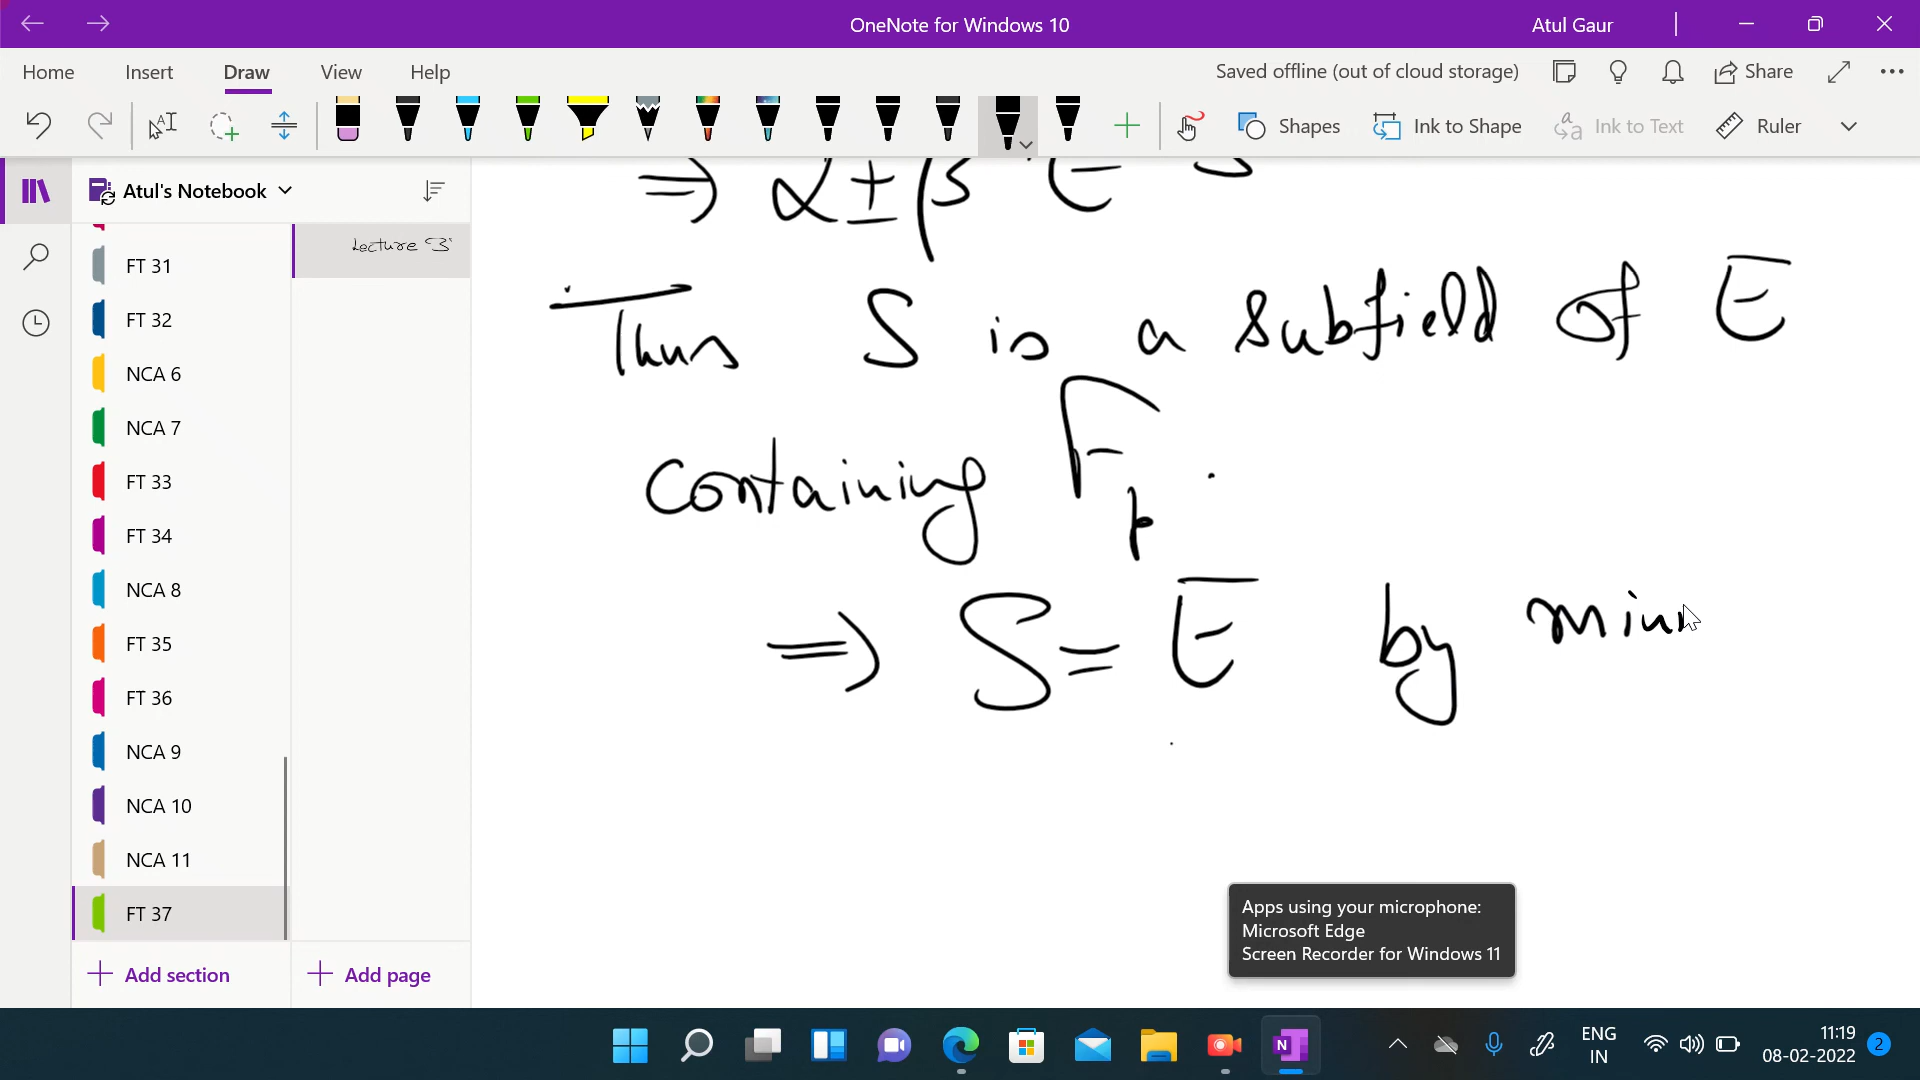 OneNote for Windows 10
Atul Gaur
Home Insert Draw View Help
Saved offline (out of cloud storage)
Share
Shapes
Ink to Shape
Ink to Text
Ruler
Atul's Notebook
FT 31
FT 32
NCA 6
NCA 7
FT 33
FT 34
NCA 8
FT 35
FT 36
NCA 9
NCA 10
NCA 11
FT 37
Add section
Lecture 3
Add page
⇒ α ± β ∈ S
Thus S is a subfield of E
containing F_p .
⇒ S = E by mini
Apps using your microphone:
Microsoft Edge
Screen Recorder for Windows 11
ENG
IN
11:19
08-02-2022
2